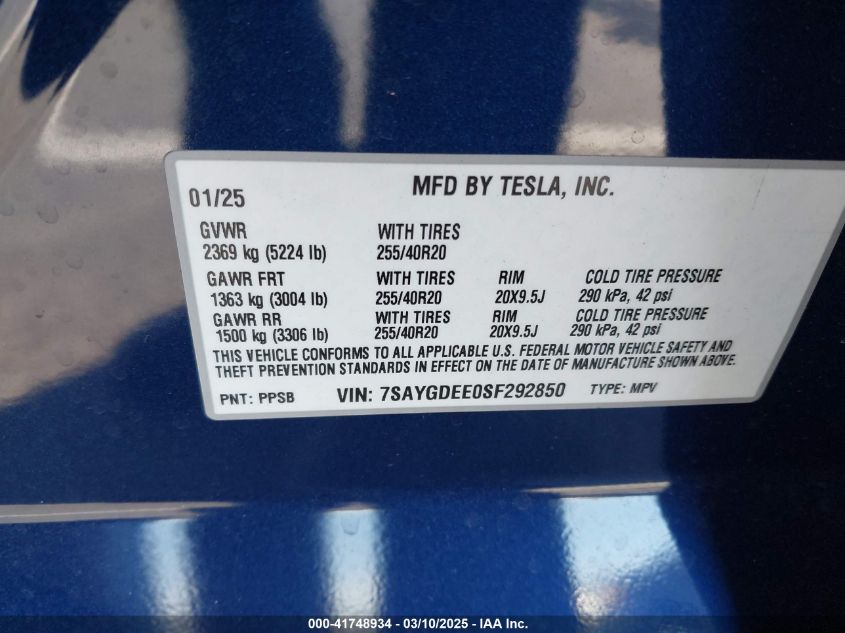 01/25 MFD BY TESLA, INC.
GVWR WITH TIRES
2369 kg (5224 lb) 255/40R20
GAWR FRT WITH TIRES RIM COLD TIRE PRESSURE
1363 kg (3004 lb) 255/40R20 20X9.5J 290 kPa, 42 psi
GAWR RR WITH TIRES RIM COLD TIRE PRESSURE
1500 kg (3306 lb) 255/40R20 20X9.5J 290 kPa, 42 psi
THIS VEHICLE CONFORMS TO ALL APPLICABLE U.S. FEDERAL MOTOR VEHICLE SAFETY AND
THEFT PREVENTION STANDARDS IN EFFECT ON THE DATE OF MANUFACTURE SHOWN ABOVE.
PNT: PPSB VIN: 7SAYGDEE0SF292850 TYPE: MPV
000-41748934 / 03/10/2025 - IAA Inc.